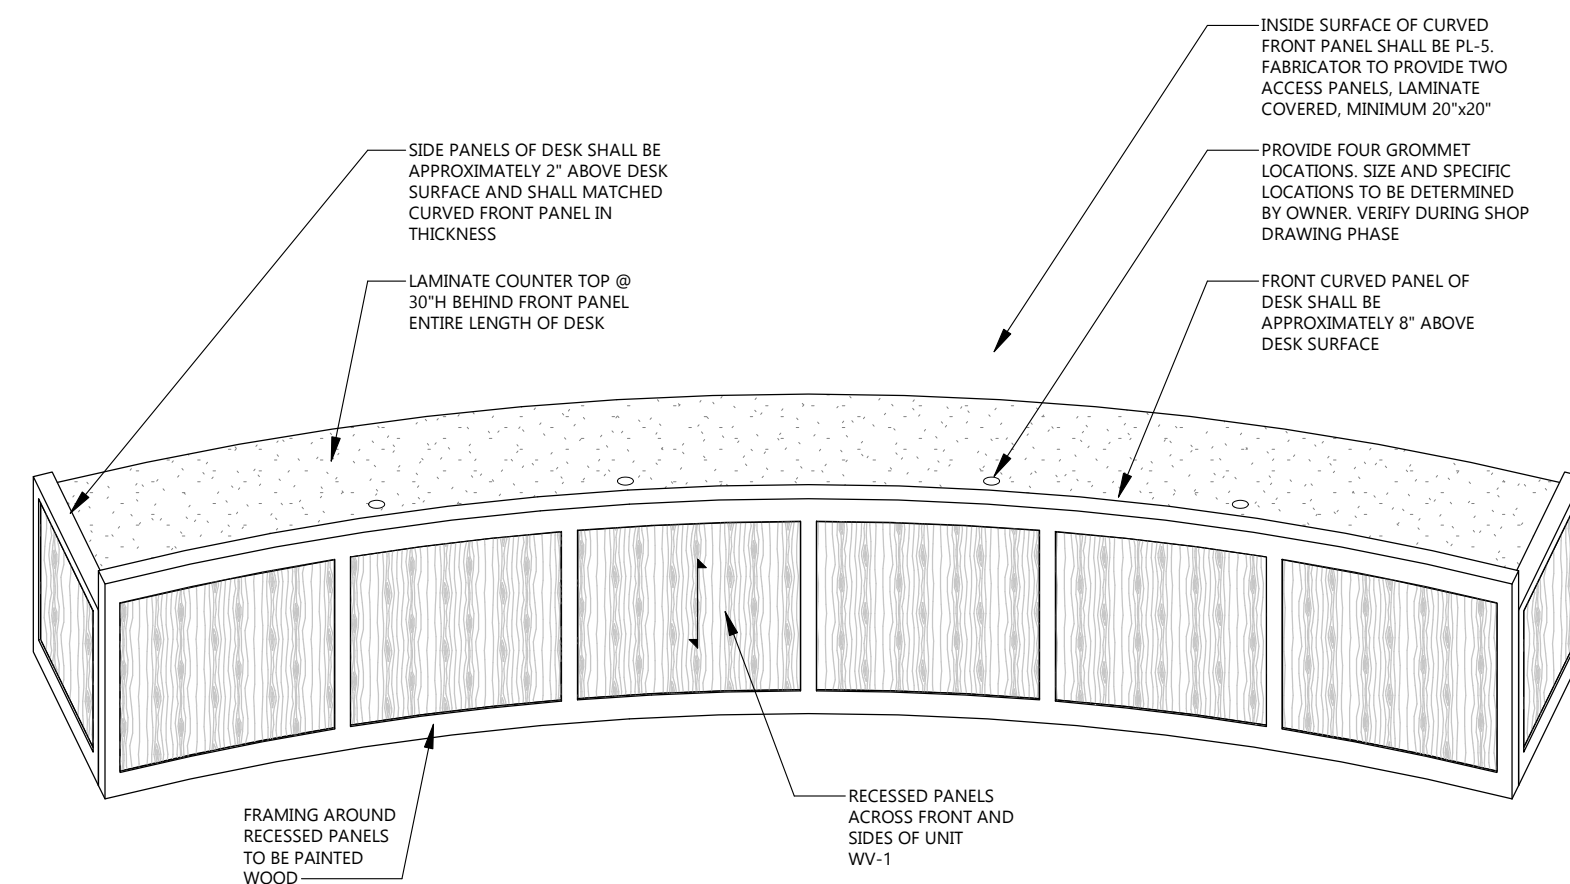 INSIDE SURFACE OF CURVED
FRONT PANEL SHALL BE PL-5.
FABRICATOR TO PROVIDE TWO
ACCESS PANELS, LAMINATE
COVERED, MINIMUM 20"x20"
SIDE PANELS OF DESK SHALL BE
APPROXIMATELY 2" ABOVE DESK
SURFACE AND SHALL MATCHED
CURVED FRONT PANEL IN
THICKNESS
PROVIDE FOUR GROMMET
LOCATIONS. SIZE AND SPECIFIC
LOCATIONS TO BE DETERMINED
BY OWNER. VERIFY DURING SHOP
DRAWING PHASE
LAMINATE COUNTER TOP @
30"H BEHIND FRONT PANEL
ENTIRE LENGTH OF DESK
FRONT CURVED PANEL OF
DESK SHALL BE
APPROXIMATELY 8" ABOVE
DESK SURFACE
FRAMING AROUND
RECESSED PANELS
TO BE PAINTED
WOOD
RECESSED PANELS
ACROSS FRONT AND
SIDES OF UNIT
WV-1